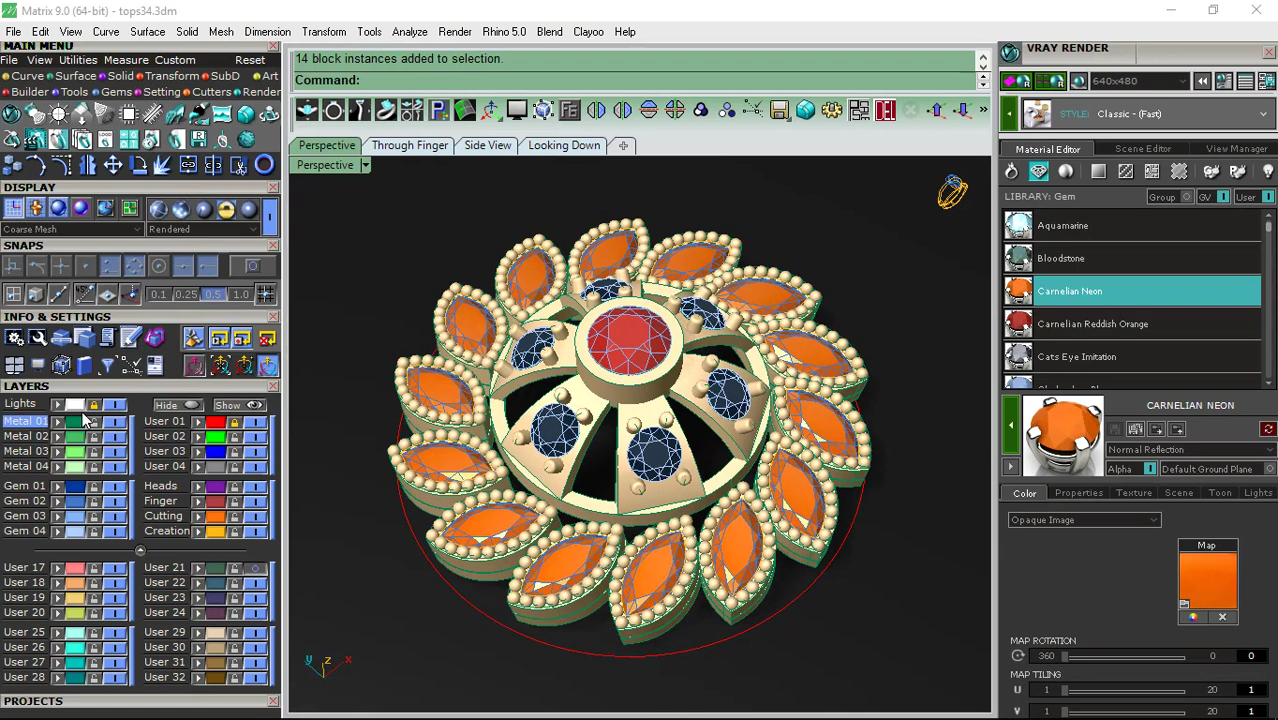 Matrix 9.0 (64-bit) - tops34.3dm
File Edit View Curve Surface Solid Mesh Dimension Transform Tools Analyze Render Rhino 5.0 Blend Clayoo Help
MAIN MENU
File View Utilities Measure Custom Reset
Curve Surface Solid Transform SubD Art
Builder Tools Gems Setting Cutters Render
14 block instances added to selection.
Command:
FE
DISPLAY
Coarse Mesh Rendered
SNAPS
0.1 0.25 0.5 1.0
INFO & SETTINGS
LAYERS
Lights Hide Show
Metal 01 User 01
Metal 02 User 02
Metal 03 User 03
Metal 04 User 04
Gem 01 Heads
Gem 02 Finger
Gem 03 Cutting
Gem 04 Creation
User 17 User 21
User 18 User 22
User 19 User 23
User 20 User 24
User 25 User 29
User 26 User 30
User 27 User 31
User 28 User 32
PROJECTS
Perspective Through Finger Side View Looking Down
Perspective
y z x
VRAY RENDER
640x480
STYLE: Classic - (Fast)
Material Editor Scene Editor View Manager
LIBRARY: Gem Group GV User
Aquamarine
Bloodstone
Carnelian Neon
Carnelian Reddish Orange
Cats Eye Imitation
CARNELIAN NEON
Normal Reflection
Alpha Default Ground Plane
Color Properties Texture Scene Toon Lights
Opaque Image
Map
MAP ROTATION
360 0 0
MAP TILING
U 1 20 1
V 1 20 1